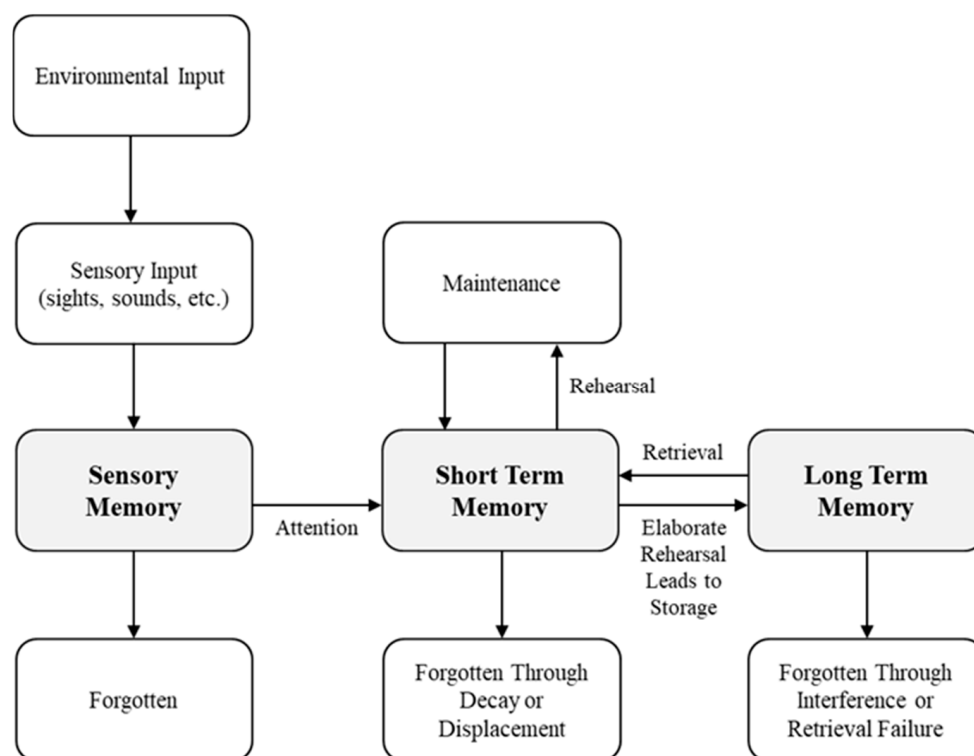 Environmental Input
Sensory Input
(sights, sounds, etc.)
Maintenance
Rehearsal
Sensory
Memory
Attention
Short Term
Memory
Retrieval
Elaborate
Rehearsal
Leads to
Storage
Long Term
Memory
Forgotten
Forgotten Through
Decay or
Displacement
Forgotten Through
Interference or
Retrieval Failure